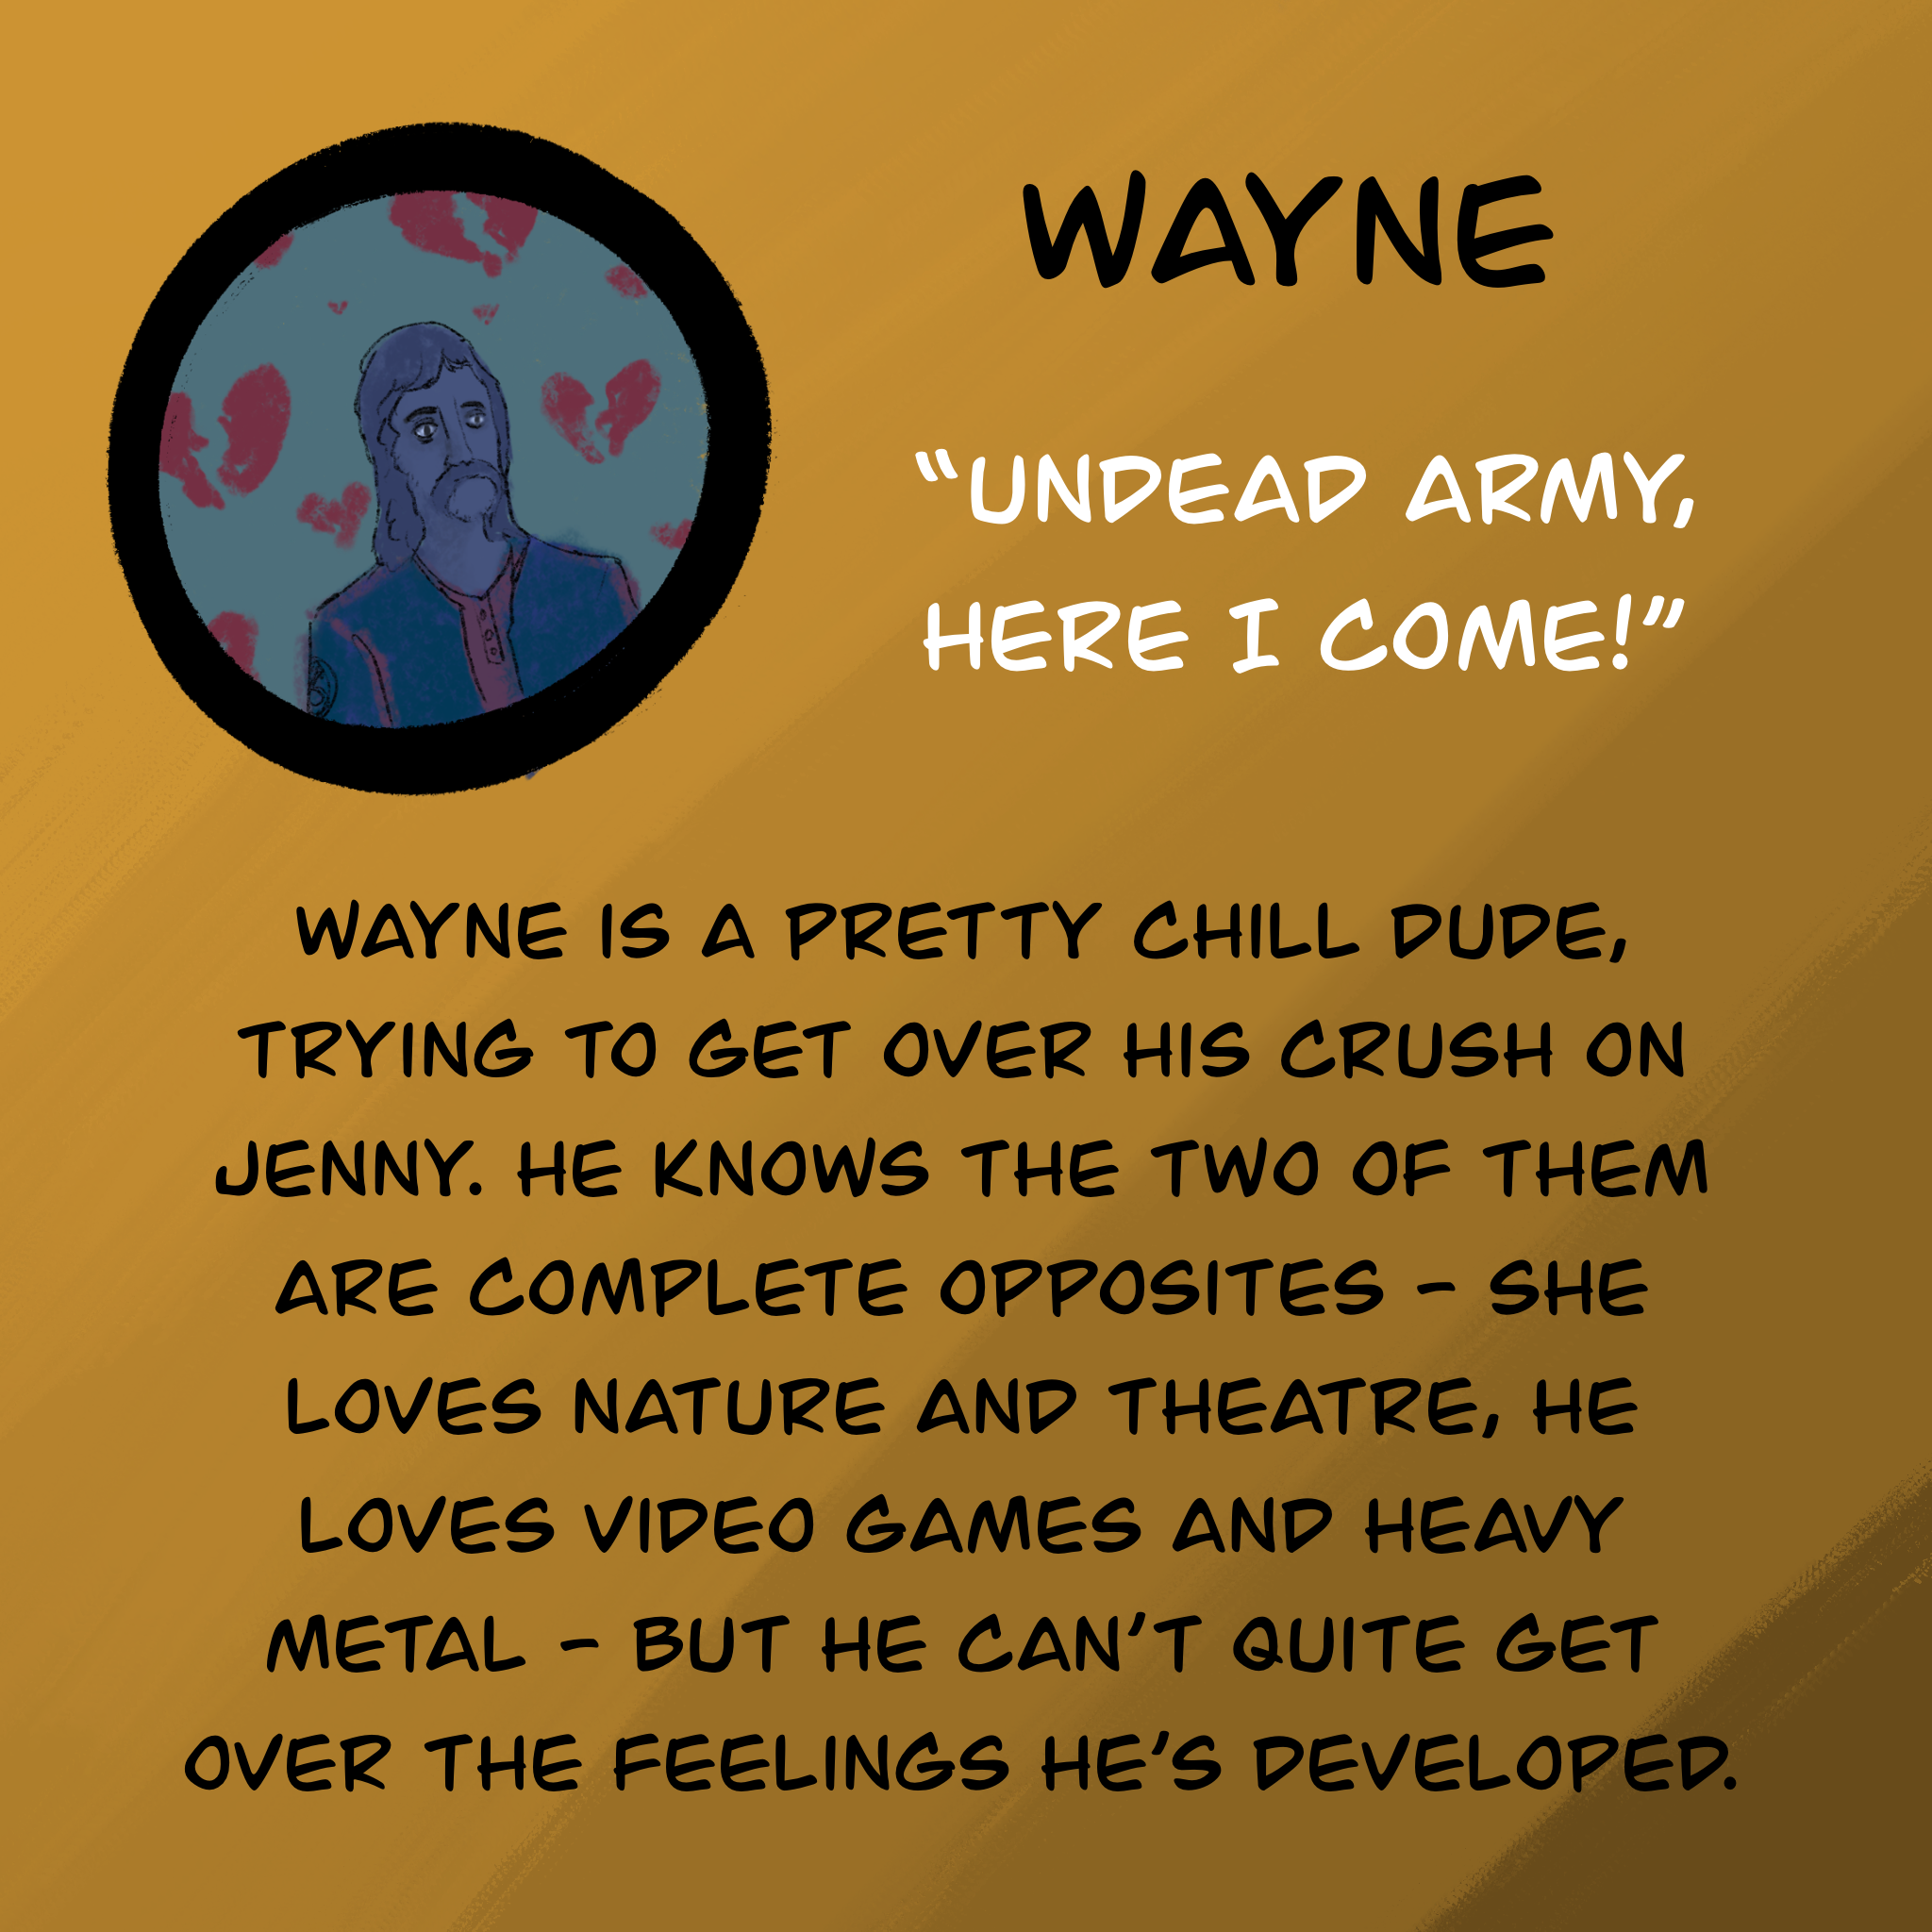 WAYNE
“UNDEAD ARMY,
HERE I COME!”
WAYNE IS A PRETTY CHILL DUDE,
TRYING TO GET OVER HIS CRUSH ON
JENNY. HE KNOWS THE TWO OF THEM
ARE COMPLETE OPPOSITES - SHE
LOVES NATURE AND THEATRE, HE
LOVES VIDEO GAMES AND HEAVY
METAL - BUT HE CAN’T QUITE GET
OVER THE FEELINGS HE’S DEVELOPED.